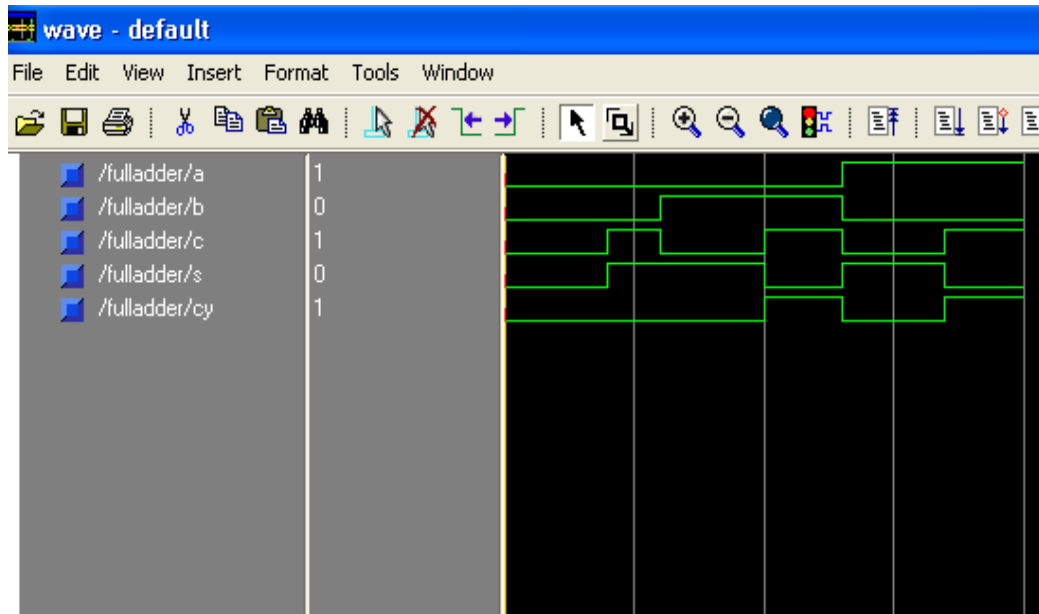 wave - default
File Edit View Insert Format Tools Window
/fulladder/a 1
/fulladder/b 0
/fulladder/c 1
/fulladder/s 0
/fulladder/cy 1